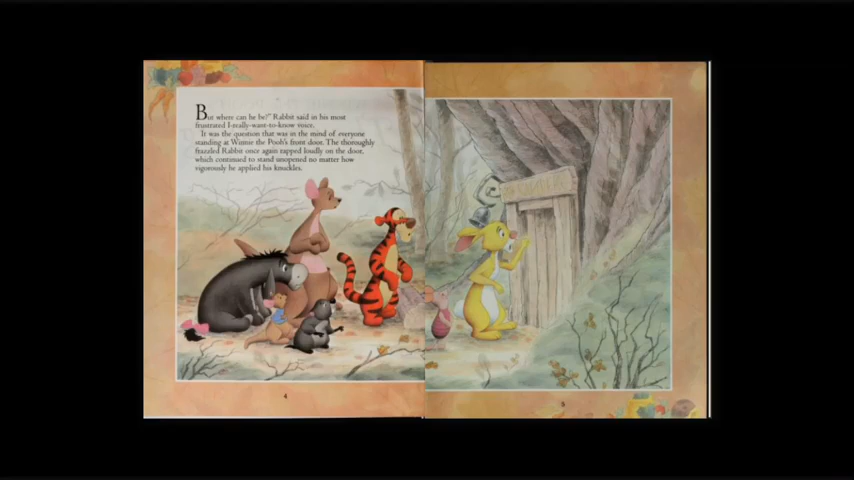 But where can he be?" Rabbit said in his most
frustrated I-really-want-to-know voice.
It was the question that was in the mind of everyone
standing at Winnie the Pooh's front door. The thoroughly
frazzled Rabbit once again rapped loudly on the door,
which continued to stand unopened no matter how
vigorously he applied his knuckles.
4
5